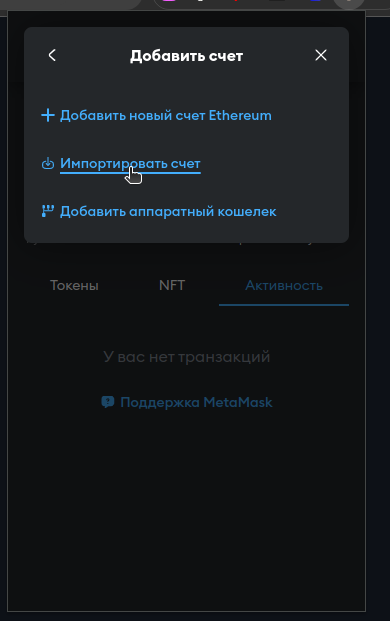 Добавить счет
Добавить новый счет Ethereum
Импортировать счет
Добавить аппаратный кошелек
Токены
NFT
Активность
У вас нет транзакций
Поддержка MetaMask